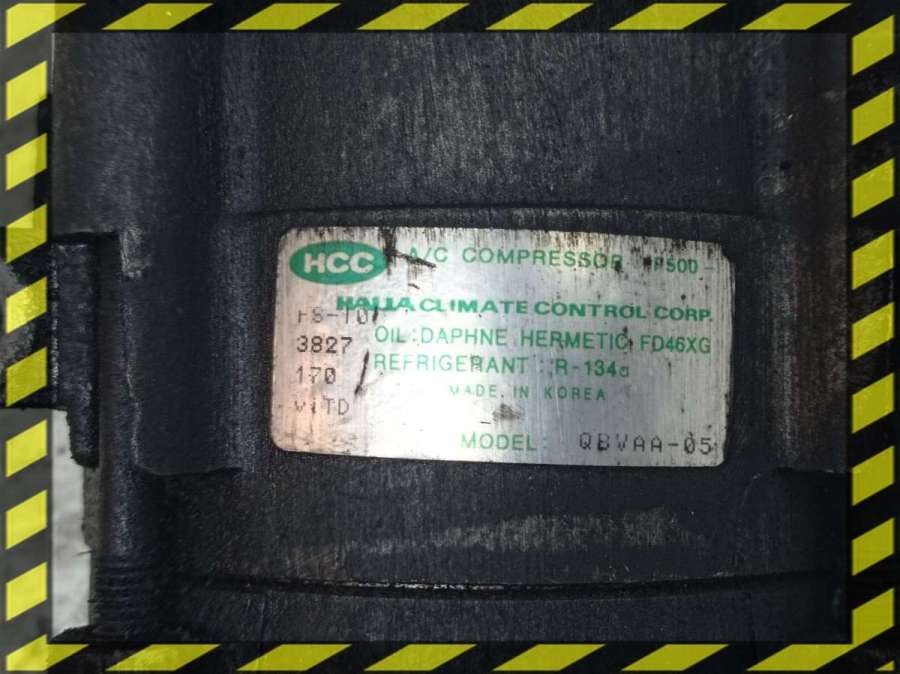 HCC A/C COMPRESSOR
HALLA CLIMATE CONTROL CORP.
FS-10
OIL : DAPHNE HERMETIC FD46XG
3827
REFRIGERANT : R-134a
170
MADE IN KOREA
MODEL: QBVAA-05